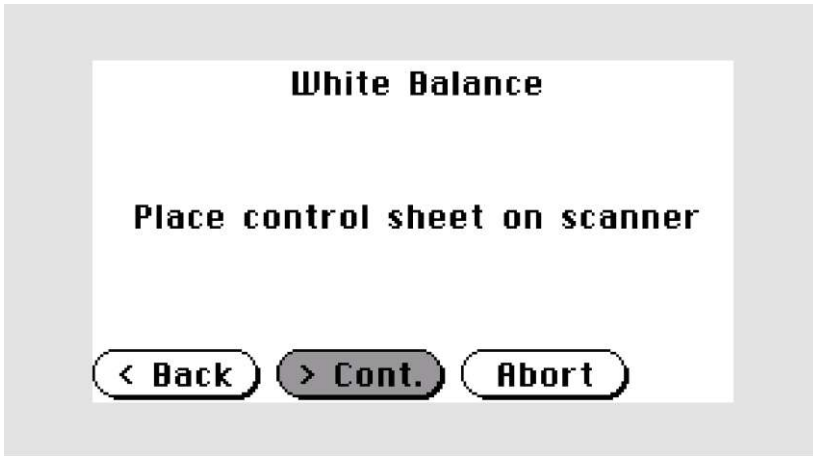 White Balance
Place control sheet on scanner
< Back > Cont. Abort